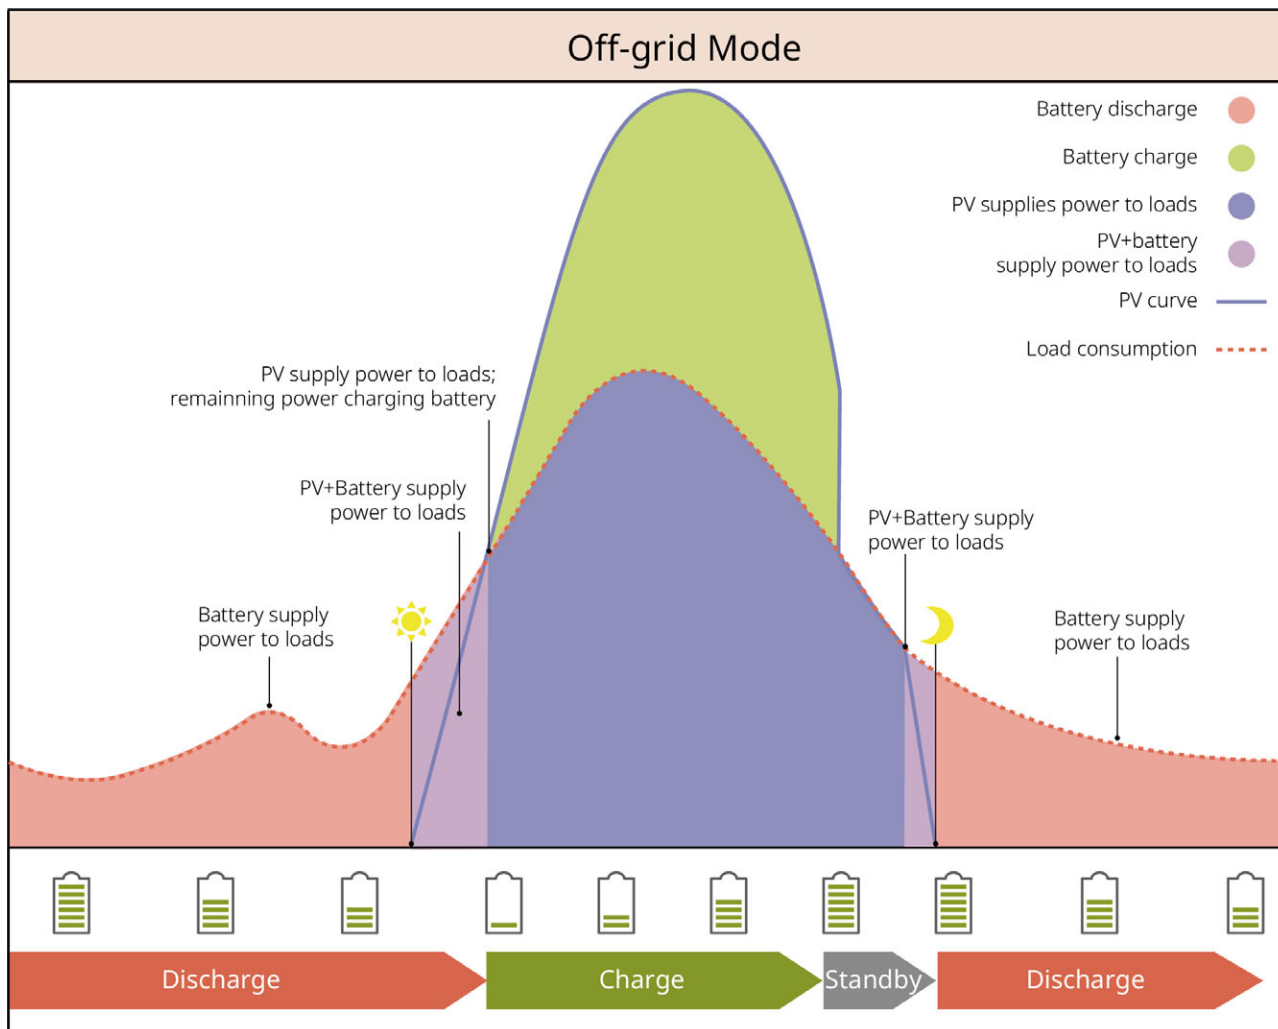 Off-grid Mode
Battery discharge
Battery charge
PV supplies power to loads
PV+battery
supply power to loads
PV curve
Load consumption
PV supply power to loads;
remainning power charging battery
PV+Battery supply
power to loads
PV+Battery supply
power to loads
Battery supply
power to loads
Battery supply
power to loads
Discharge
Charge
Standby
Discharge